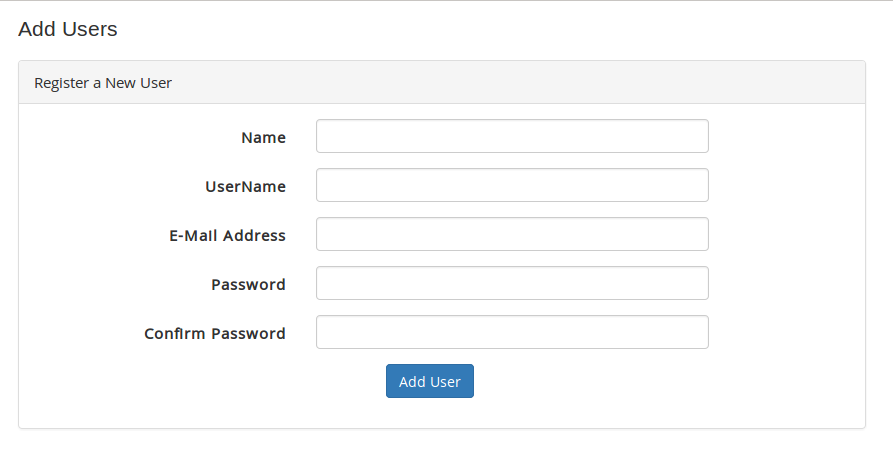 Add Users
Register a New User
Name
UserName
E-Mail Address
Password
Confirm Password
Add User